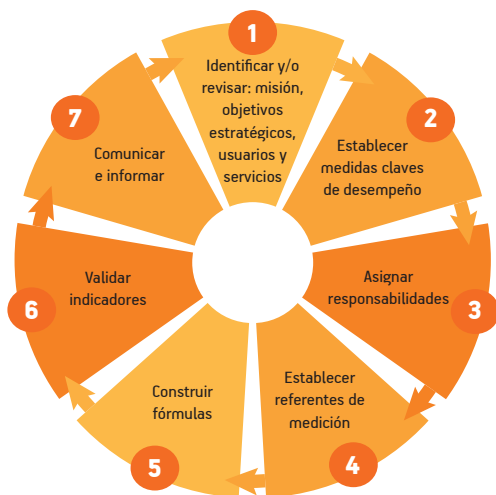 1
Identificar y/o
revisar: misión,
objetivos
estratégicos,
usuarios y
servicios
2
Establecer
medidas claves
de desempeño
3
Asignar
responsabilidades
4
Establecer
referentes de
medición
5
Construir
fórmulas
6
Validar
indicadores
7
Comunicar
e informar